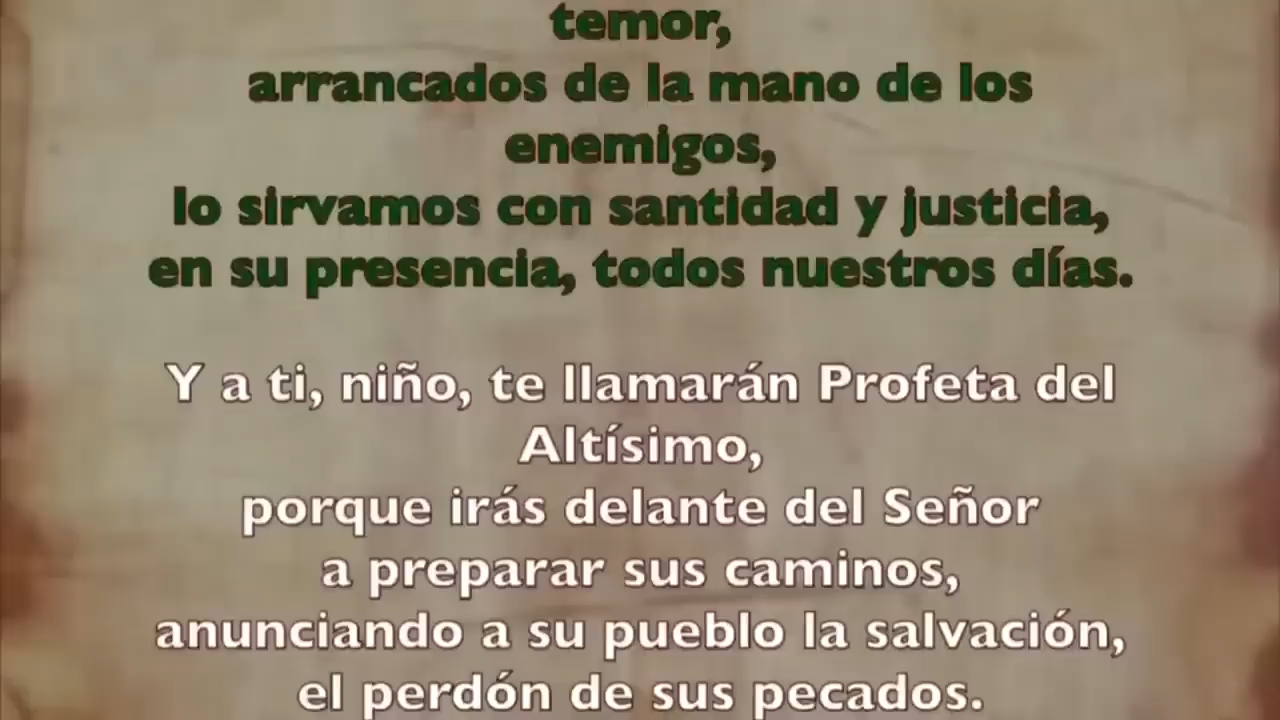 temor,
arrancados de la mano de los
enemigos,
lo sirvamos con santidad y justicia,
en su presencia, todos nuestros días.
Y a ti, niño, te llamarán Profeta del
Altísimo,
porque irás delante del Señor
a preparar sus caminos,
anunciando a su pueblo la salvación,
el perdón de sus pecados.